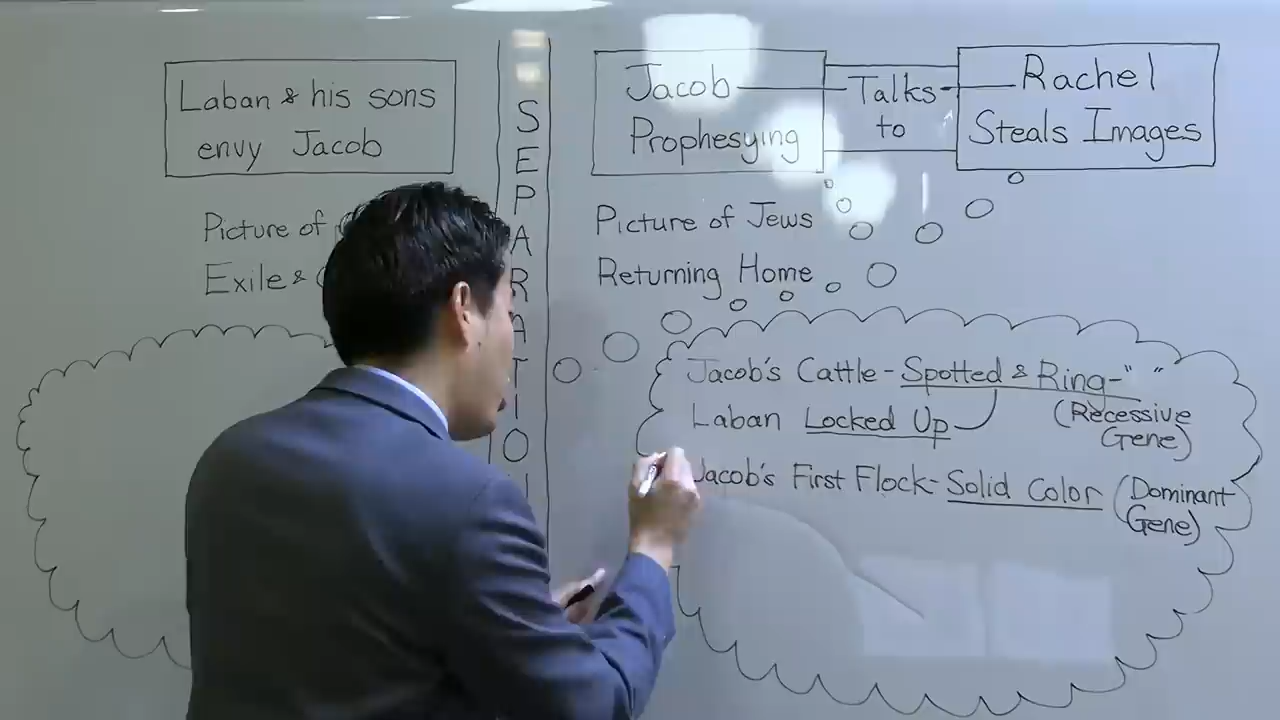 Laban & his sons
envy Jacob
Picture of
Exile &
SEPARATIO
Jacob
Prophesying
Talks
to
Rachel
Steals Images
Picture of Jews
Returning Home
Jacob's Cattle - Spotted & Ring-" "
(Recessive
Gene)
Laban Locked Up
Jacob's First Flock - Solid Color (Dominant
Gene)